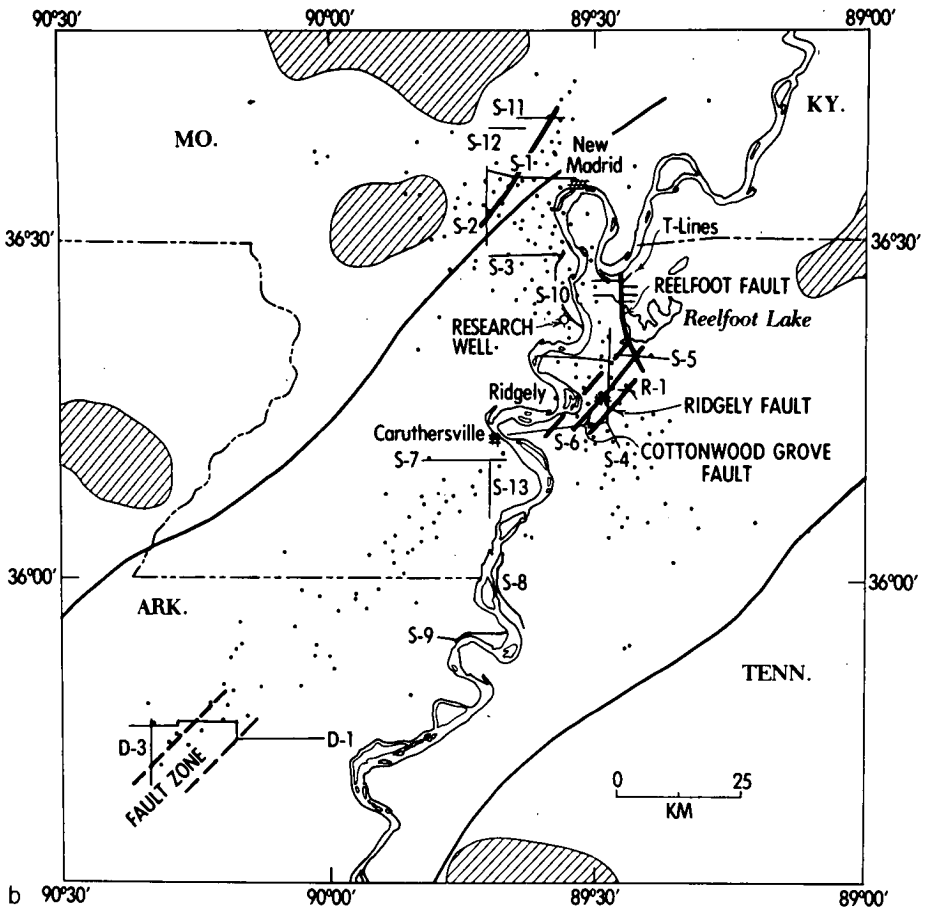 90°30'
90°00'
89°30'
89°00'
KY.
MO.
S-11
S-12
S-1
New
Madrid
S-2
T-Lines
36°30'
36°30'
S-3
REELFOOT FAULT
S-10
Reelfoot Lake
RESEARCH
WELL
S-5
R-1
Ridgely
RIDGELY FAULT
Caruthersville
S-6
S-4
COTTONWOOD GROVE
FAULT
S-7
S-13
36°00'
S-8
36°00'
ARK.
S-9
TENN.
D-3
D-1
FAULT ZONE
0
25
KM
b
90°30'
90°00'
89°30'
89°00'